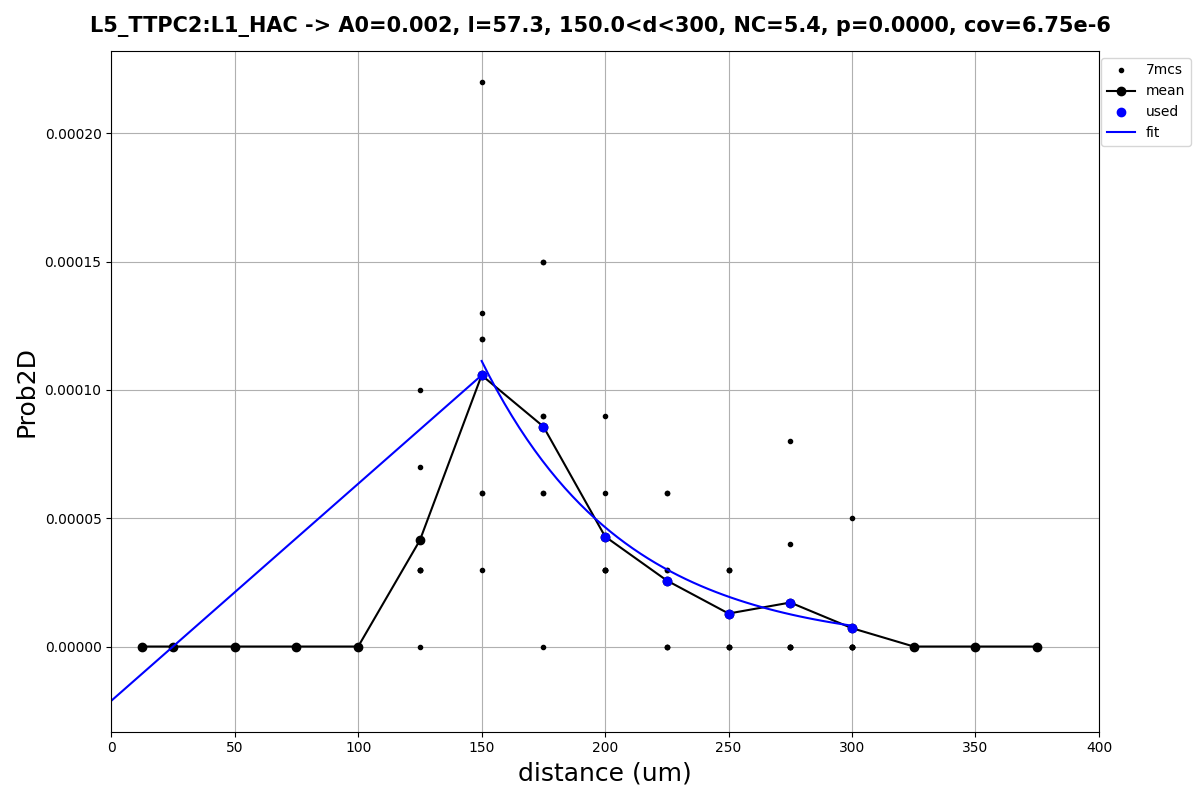 L5_TTPC2:L1_HAC -> A0=0.002, l=57.3, 150.0<d<300, NC=5.4, p=0.0000, cov=6.75e-6
7mcs
mean
used
fit
0.00020
0.00015
0.00010
0.00005
0.00000
Prob2D
0 50 100 150 200 250 300 350 400
distance (um)